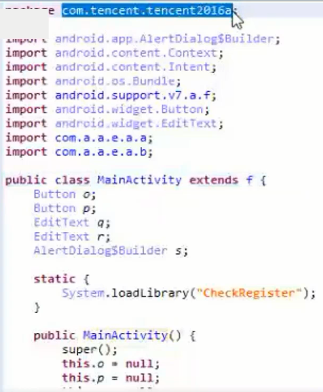 package com.tencent.tencent2016a;
import android.app.AlertDialog$Builder;
import android.content.Context;
import android.content.Intent;
import android.os.Bundle;
import android.support.v7.a.f;
import android.widget.Button;
import android.widget.EditText;
import com.a.a.e.a.a;
import com.a.a.e.a.b;
public class MainActivity extends f {
Button o;
Button p;
EditText q;
EditText r;
AlertDialog$Builder s;
static {
System.loadLibrary("CheckRegister");
}
public MainActivity() {
super();
this.o = null;
this.p = null;